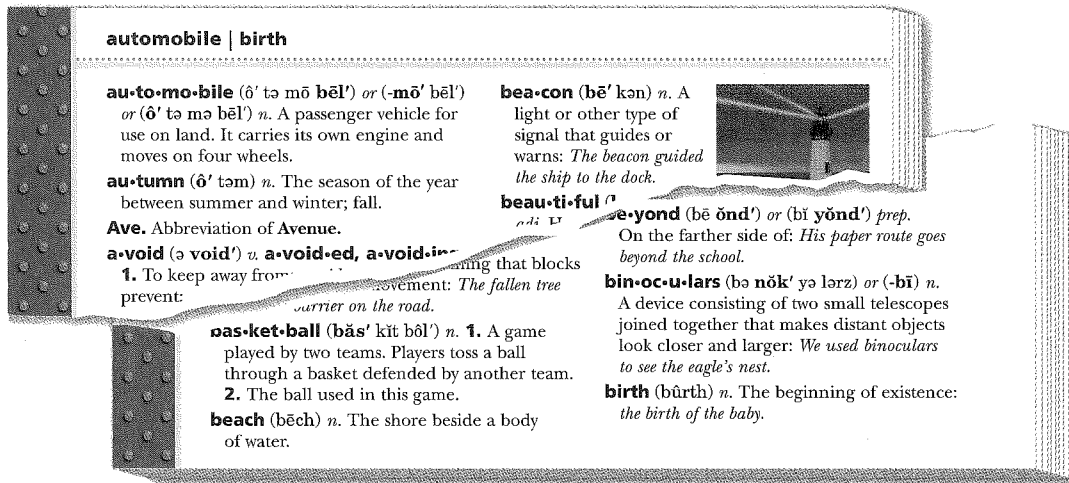 automobile | birth
au•to•mo•bile (ô′ tə mō bēl′) or (-mō′ bēl′)
or (ô′ tə mə bēl′) n. A passenger vehicle for
use on land. It carries its own engine and
moves on four wheels.
au•tumn (ô′ təm) n. The season of the year
between summer and winter; fall.
Ave. Abbreviation of Avenue.
a•void (ə void′) v. a•void•ed,
1. To keep away from
prevent:
bea•con (bē′ kən) n. A
light or other type of
signal that guides or
warns: The beacon guided
the ship to the dock.
beau•ti•ful
that blocks
The fallen tree
on the road.
bas•ket•ball (băs′ kĭt bôl′) n. 1. A game
played by two teams. Players toss a ball
through a basket defended by another team.
2. The ball used in this game.
beach (bēch) n. The shore beside a body
of water.
(bē ŏnd′) or (bĭ yŏnd′) prep.
On the farther side of: His paper route goes
beyond the school.
bin•oc•u•lars (bə nŏk′ yə lərz) or (-bī) n.
A device consisting of two small telescopes
joined together that makes distant objects
look closer and larger: We used binoculars
to see the eagle's nest.
birth (bûrth) n. The beginning of existence:
the birth of the baby.